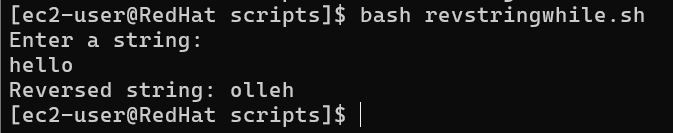 [ec2-user@RedHat scripts]$ bash revstringwhile.sh
Enter a string:
hello
Reversed string: olleh
[ec2-user@RedHat scripts]$